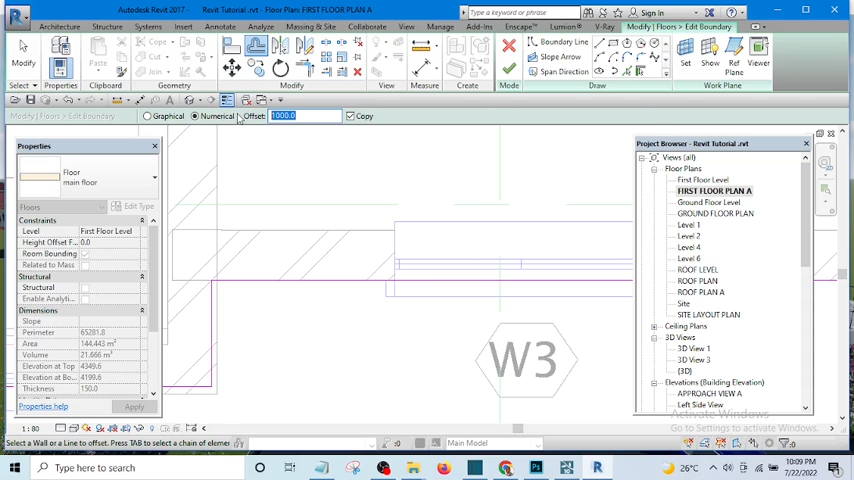 Autodesk Revit 2017 - Revit Tutorial .rvt - Floor Plan: FIRST FLOOR PLAN A
Type a keyword or phrase
Sign In
Architecture Structure Systems Insert Annotate Analyze Massing & Site Collaborate View Manage Add-Ins Enscape™ Lumion® V-Ray Modify | Floors > Edit Boundary
Modify
Properties
Paste
Cope
Cut
Join
Boundary Line
Slope Arrow
Span Direction
Set
Show
Ref Plane
Viewer
Select
Properties
Clipboard
Geometry
Modify
View
Measure
Create
Mode
Draw
Work Plane
Modify | Floors > Edit Boundary
Graphical
Numerical
Offset:
1000.0
Copy
Properties
Floor
main floor
Floors
Edit Type
Constraints
Level First Floor Level
Height Offset F... 0.0
Room Bounding
Related to Mass
Structural
Structural
Enable Analyti...
Dimensions
Slope
Perimeter 65281.8
Area 144.443 m²
Volume 21.666 m³
Elevation at Top 4349.6
Elevation at Bo... 4199.6
Thickness 150.0
Properties help
Apply
W3
Project Browser - Revit Tutorial .rvt
Views (all)
Floor Plans
First Floor Level
FIRST FLOOR PLAN A
Ground Floor Level
GROUND FLOOR PLAN
Level 1
Level 2
Level 4
Level 6
ROOF LEVEL
ROOF PLAN
ROOF PLAN A
Site
SITE LAYOUT PLAN
Ceiling Plans
3D Views
3D View 1
3D View 3
{3D}
Elevations (Building Elevation)
APPROACH VIEW A
Left Side View
Activate Windows
Go to Settings to activate Windows.
1 : 80
Select a Wall or a Line to offset. Press TAB to select a chain of elemen
:0
Main Model
:0
Type here to search
26°C
10:09 PM
7/22/2022